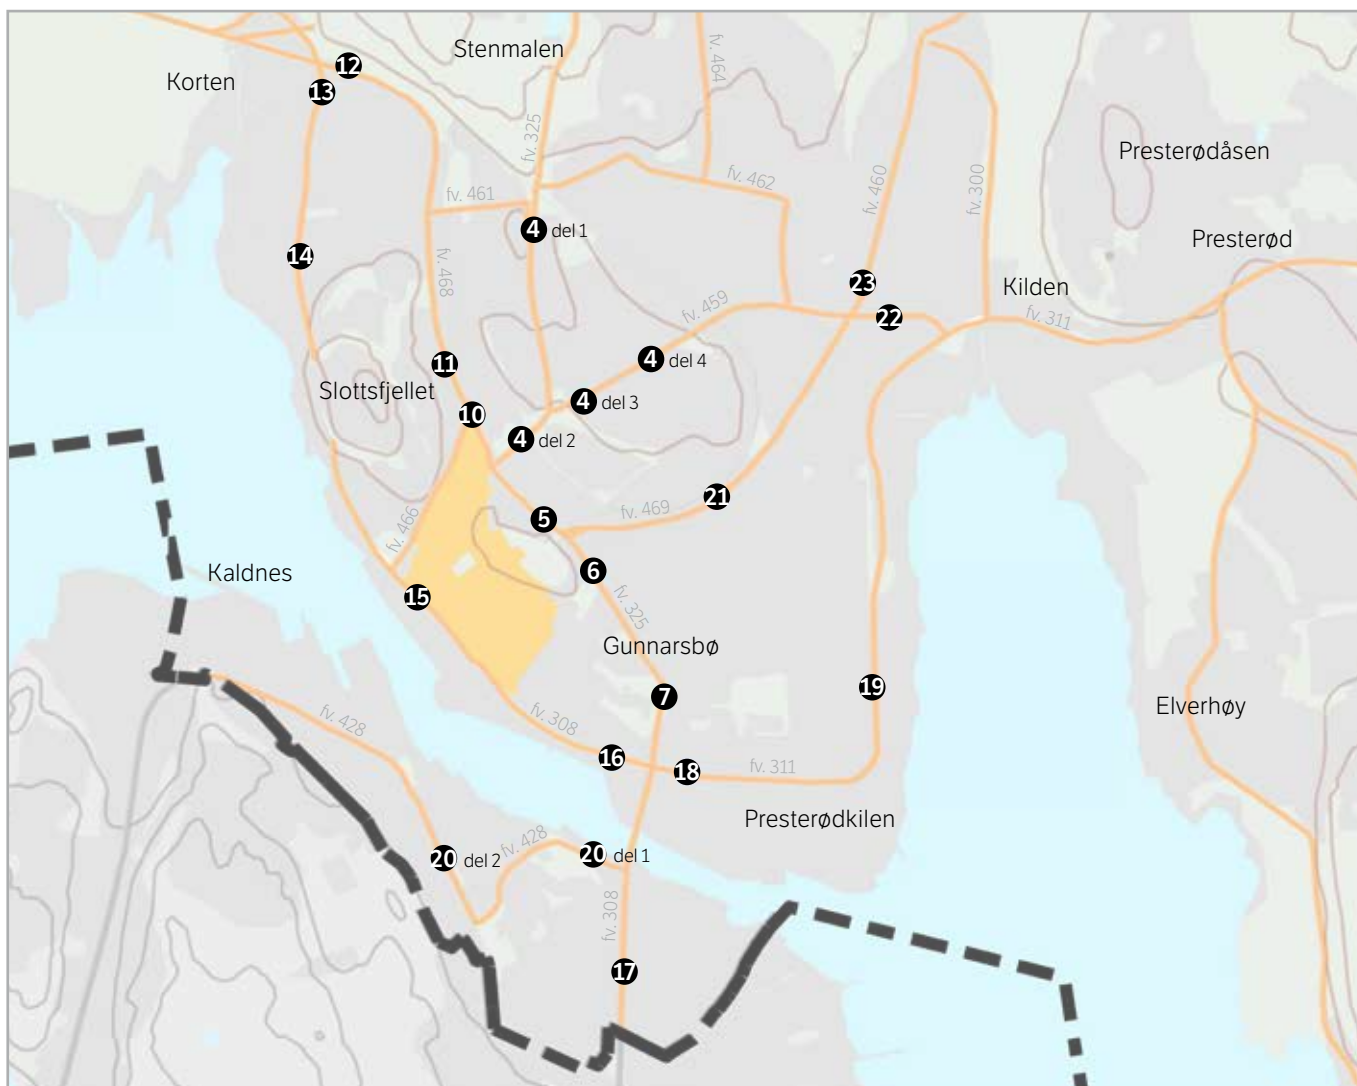 Stenmalen
12
Korten
13
fv. 464
fv. 325
Presterødåsen
fv. 462
fv. 460
fv. 300
fv. 461
4 del 1
Presterød
14
fv. 468
23
Kilden
fv. 459
22
fv. 311
11
4 del 4
Slottsfjellet
10
4 del 3
4 del 2
21
fv. 469
5
fv. 466
Kaldnes
6
15
fv. 325
Gunnarsbø
19
7
Elverhøy
fv. 428
fv. 308
16
18
fv. 311
Presterødkilen
20 del 2
fv. 428
20 del 1
fv. 308
17